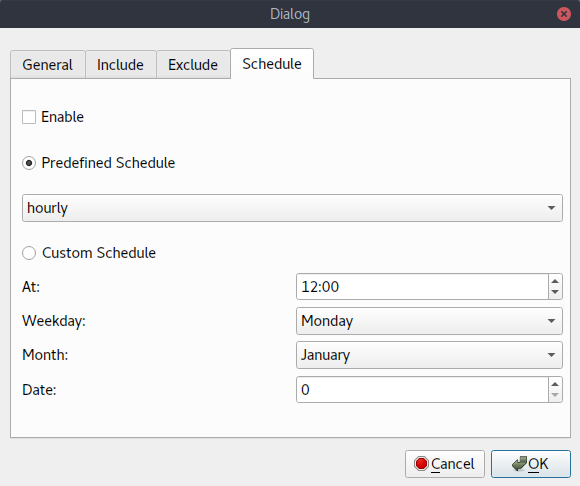 Dialog
General Include Exclude Schedule
Enable
Predefined Schedule
hourly
Custom Schedule
At: 12:00
Weekday: Monday
Month: January
Date: 0
Cancel OK